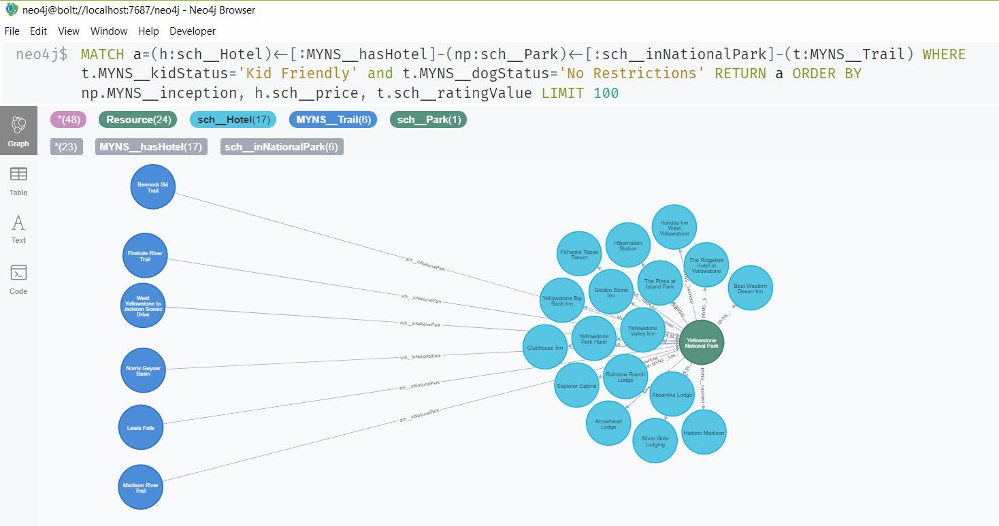 neo4j@bolt://localhost:7687/neo4j - Neo4j Browser
File Edit View Window Help Developer
neo4j$ MATCH a=(h:sch__Hotel)<-[:MYNS__hasHotel]-(np:sch__Park)<-[:sch__inNationalPark]-(t:MYNS__Trail) WHERE
t.MYNS__kidStatus='Kid Friendly' and t.MYNS__dogStatus='No Restrictions' RETURN a ORDER BY
np.MYNS__inception, h.sch__price, t.sch__ratingValue LIMIT 100
*(48) Resource(24) sch__Hotel(17) MYNS__Trail(6) sch__Park(1)
*(23) MYNS__hasHotel(17) sch__inNationalPark(6)
Graph
Table
Text
Code
Bannock Ski
Trail
Firehole River
Trail
West
Yellowstone to
Jackson Scenic
Drive
Norris Geyser
Basin
Lewis Falls
Madison River
Trail
sch__inNationalPark
sch__inNationalPark
sch__inNationalPark
sch__inNationalPark
sch__inNationalPark
sch__inNationalPark
Holiday Inn
West
Yellowstone
Hibernation
Station
Pahaska Tepee
Resort
The Ridgeline
Hotel at
Yellowstone
The Pines at
Island Park
Best Western
Desert Inn
Golden Stone
Inn
Yellowstone Big
Rock Inn
Yellowstone
Valley Inn
Yellowstone
Park Hotel
Clubhouse Inn
Yellowstone
National Park
Rainbow Ranch
Lodge
Explorer Cabins
Absaroka Lodge
Arrowhead
Lodge
Silver Gate
Lodging
Historic Madison
MYNS__hasHotel